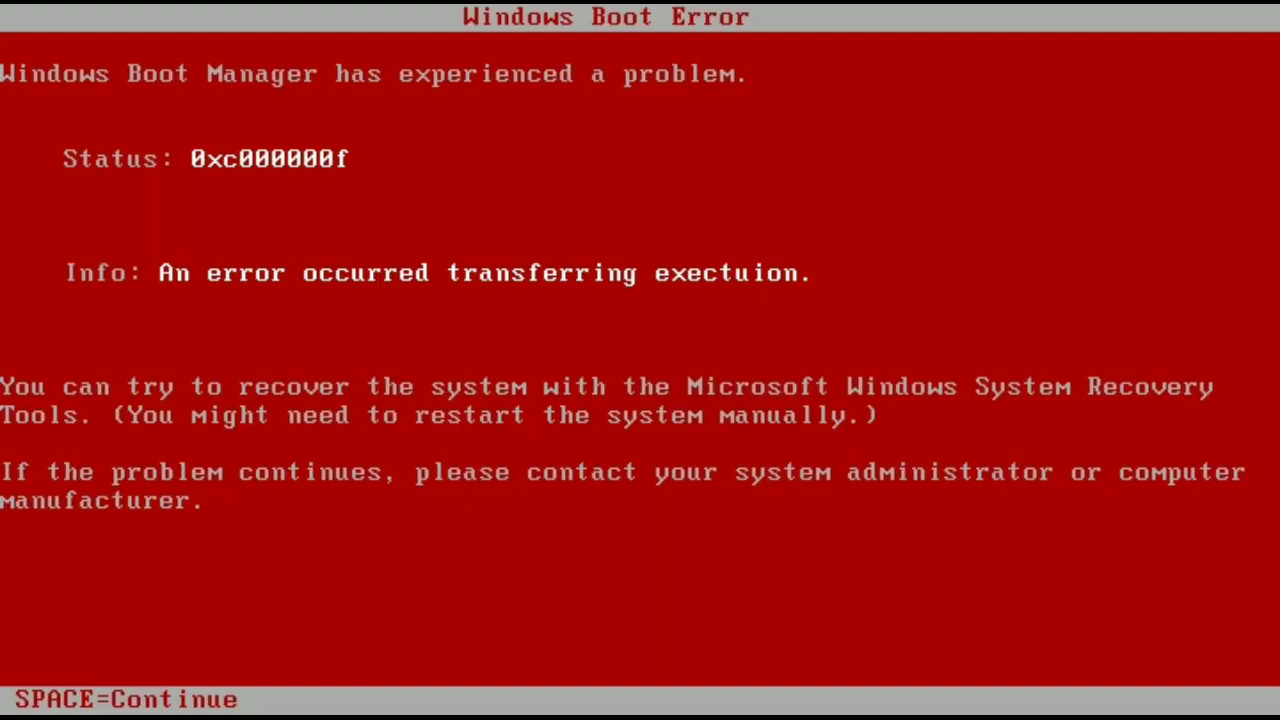 Windows Boot Error
Windows Boot Manager has experienced a problem.
Status: 0xc000000f
Info: An error occurred transferring exectuion.
You can try to recover the system with the Microsoft Windows System Recovery
Tools. (You might need to restart the system manually.)
If the problem continues, please contact your system administrator or computer
manufacturer.
SPACE=Continue